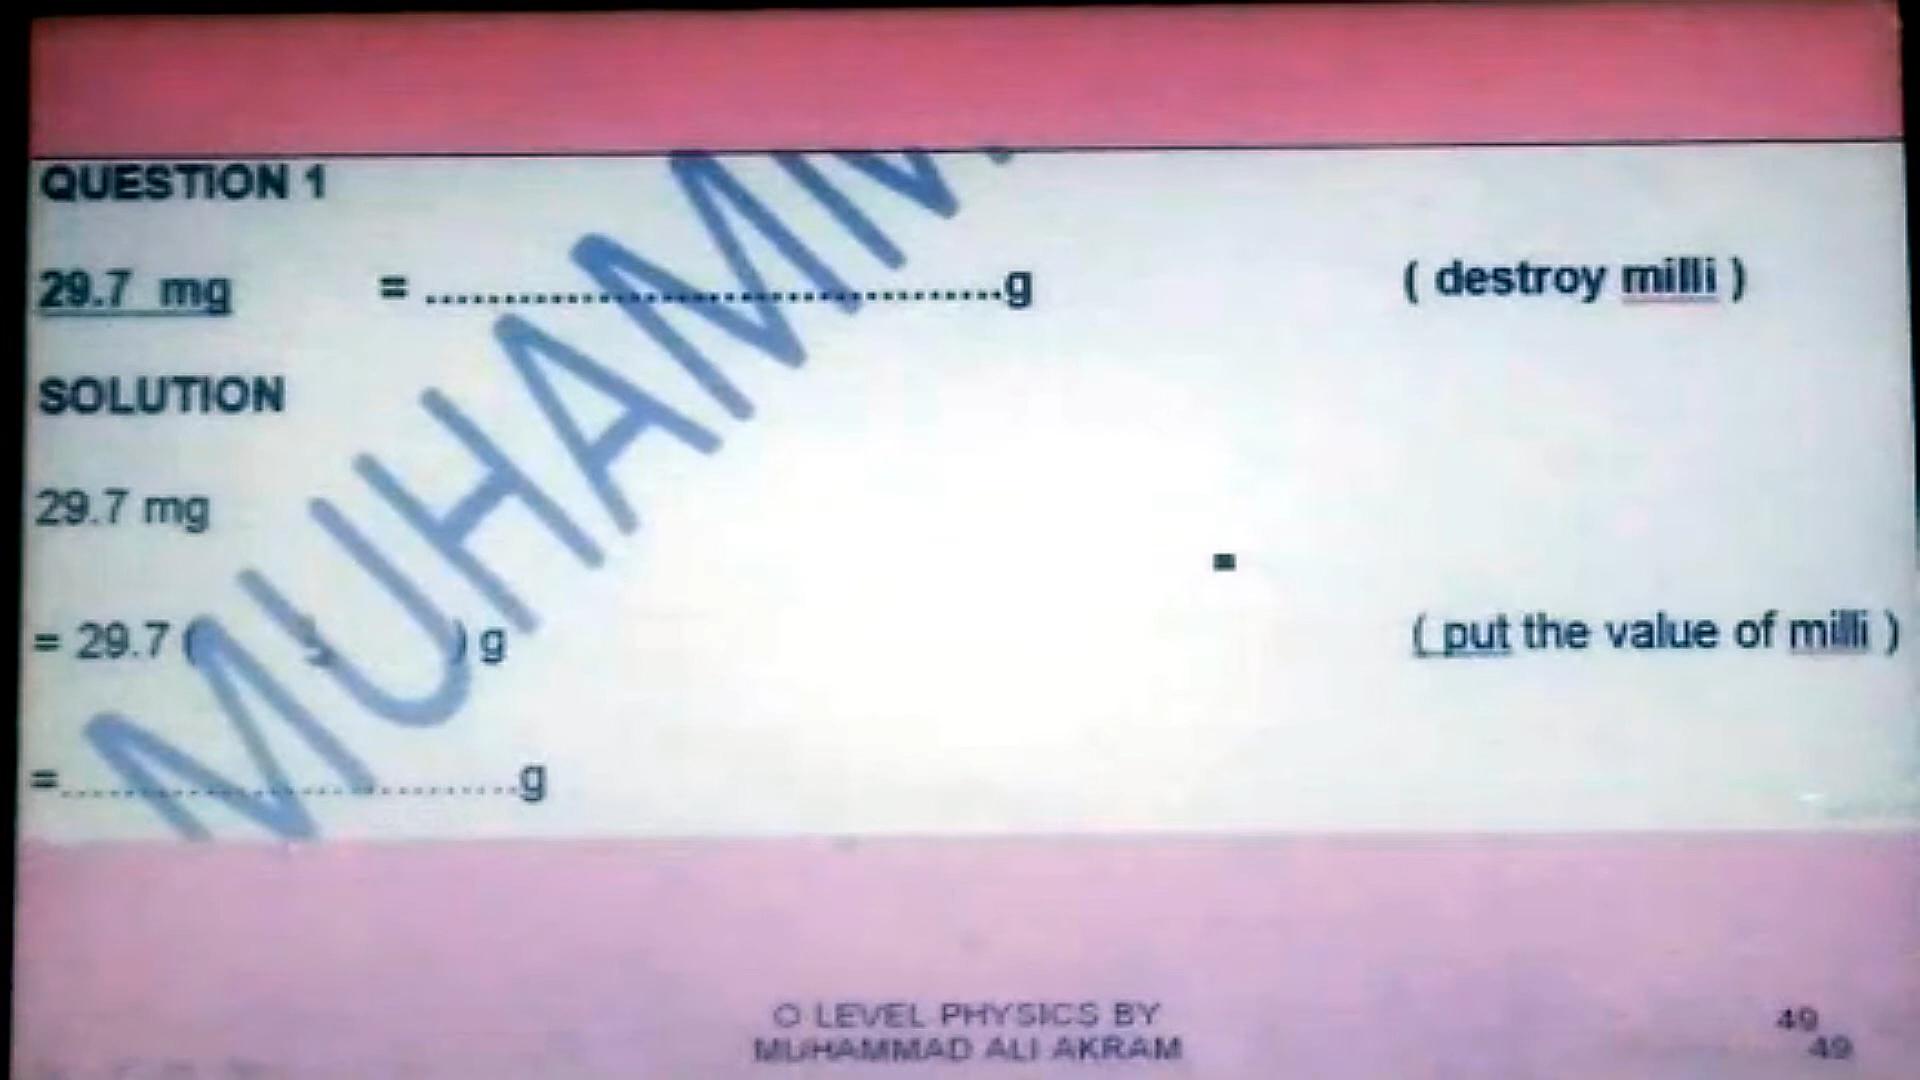 QUESTION 1
29.7 mg = ........................................g ( destroy milli )
SOLUTION
29.7 mg
=
= 29.7 ( ) g ( put the value of milli )
=........................................g
MUHAMM
O LEVEL PHYSICS BY
MUHAMMAD ALI AKRAM
49
49